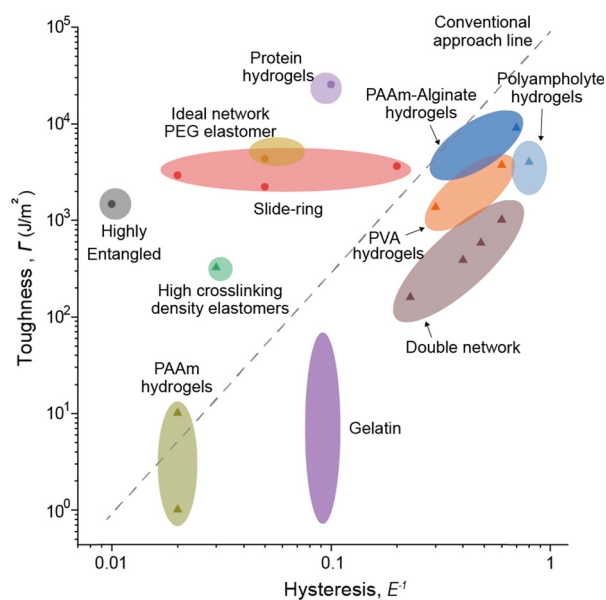 Conventional
approach line
Protein
hydrogels
PAAm-Alginate
hydrogels
Polyampholyte
hydrogels
Ideal network
PEG elastomer
Slide-ring
Highly
Entangled
PVA
hydrogels
High crosslinking
density elastomers
Double network
PAAm
hydrogels
Gelatin
Toughness , Γ (J/m²)
10⁵
10⁴
10³
10²
10¹
10⁰
0.01
0.1
1
Hysteresis, E⁻¹